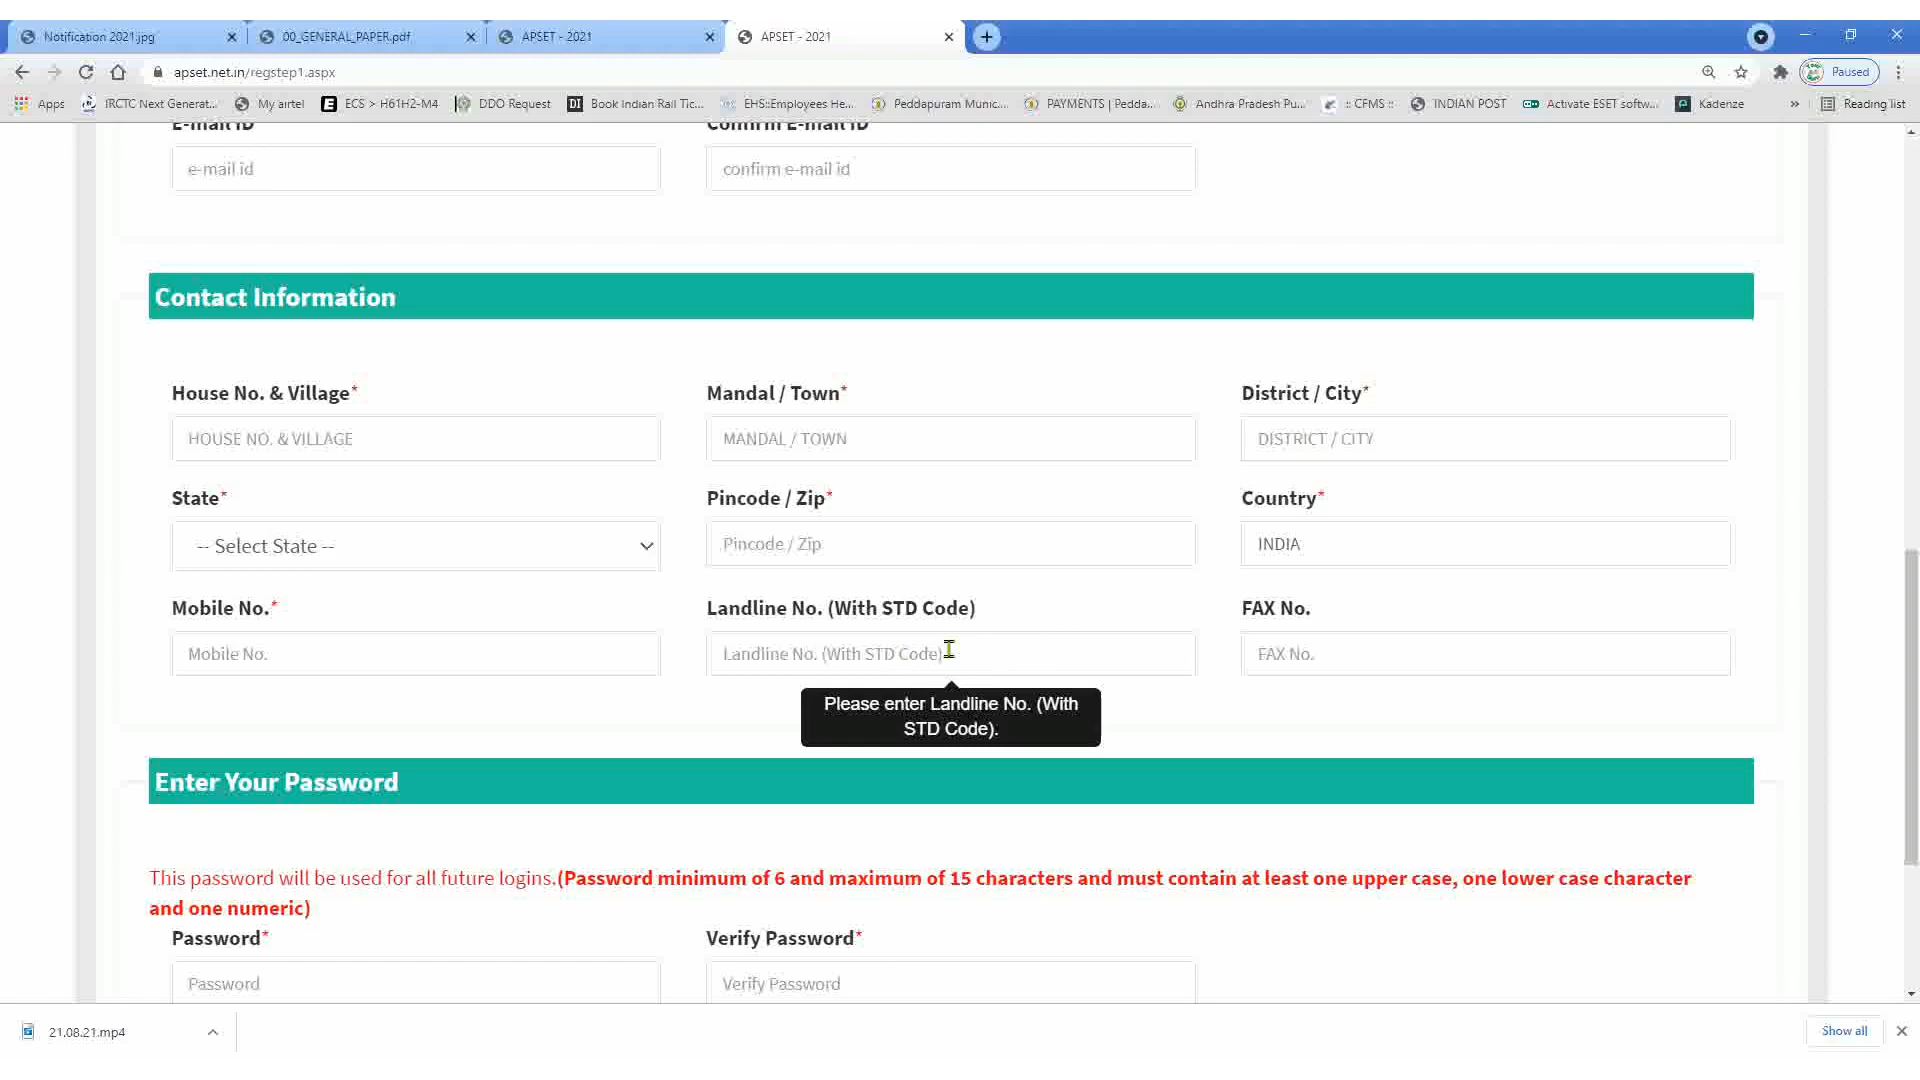 Notification 2021.jpg
00_GENERAL_PAPER.pdf
APSET - 2021
APSET - 2021
apset.net.in/regstep1.aspx
Paused
Apps
IRCTC Next Generat...
My airtel
ECS > H61H2-M4
DDO Request
Book Indian Rail Tic...
EHS::Employees He...
Peddapuram Munic...
PAYMENTS | Pedda...
Andhra Pradesh Pu...
:: CFMS ::
INDIAN POST
Activate ESET softw...
Kadenze
»
Reading list
E-mail ID
Confirm E-mail ID
e-mail id
confirm e-mail id
Contact Information
House No. & Village*
Mandal / Town*
District / City*
HOUSE NO. & VILLAGE
MANDAL / TOWN
DISTRICT / CITY
State*
Pincode / Zip*
Country*
-- Select State --
Pincode / Zip
INDIA
Mobile No.*
Landline No. (With STD Code)
FAX No.
Mobile No.
Landline No. (With STD Code)
FAX No.
Please enter Landline No. (With
STD Code).
Enter Your Password
This password will be used for all future logins.(Password minimum of 6 and maximum of 15 characters and must contain at least one upper case, one lower case character
and one numeric)
Password*
Verify Password*
Password
Verify Password
21.08.21.mp4
Show all